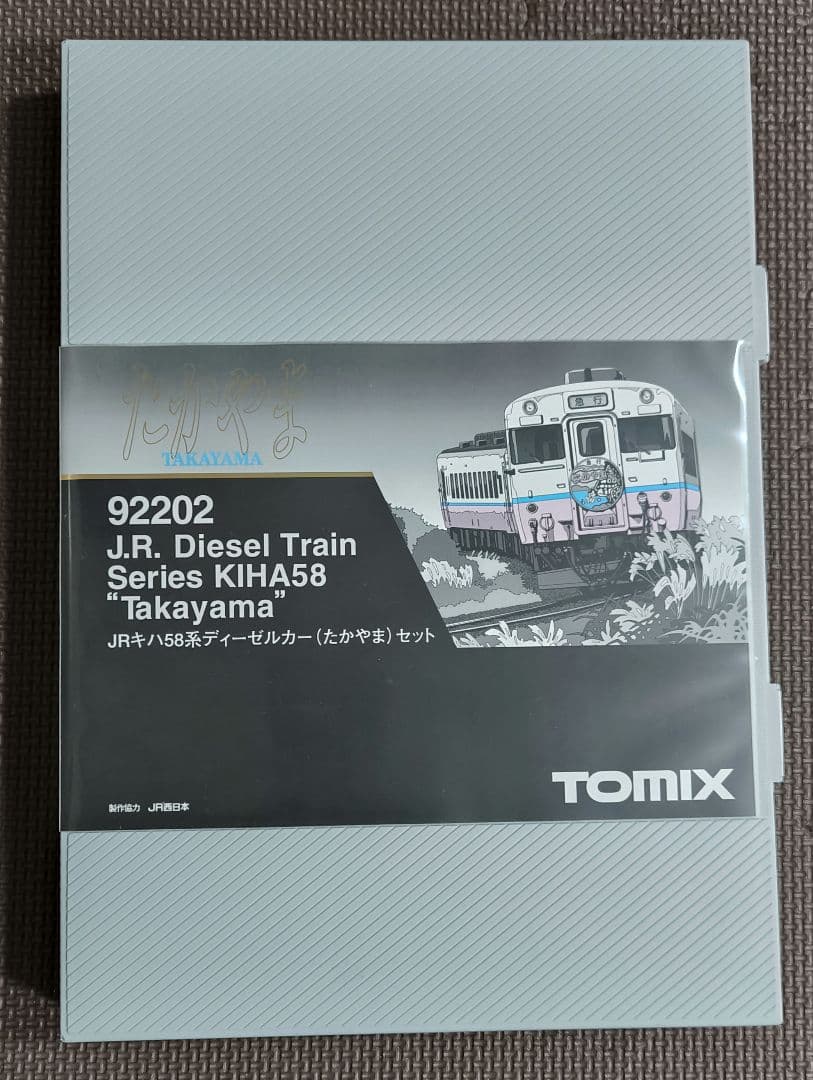 たかやま
TAKAYAMA
急行
92202
J.R. Diesel Train
Series KIHA58
“Takayama”
JRキハ58系ディーゼルカー(たかやま)セット
TOMIX
製作協力 JR西日本